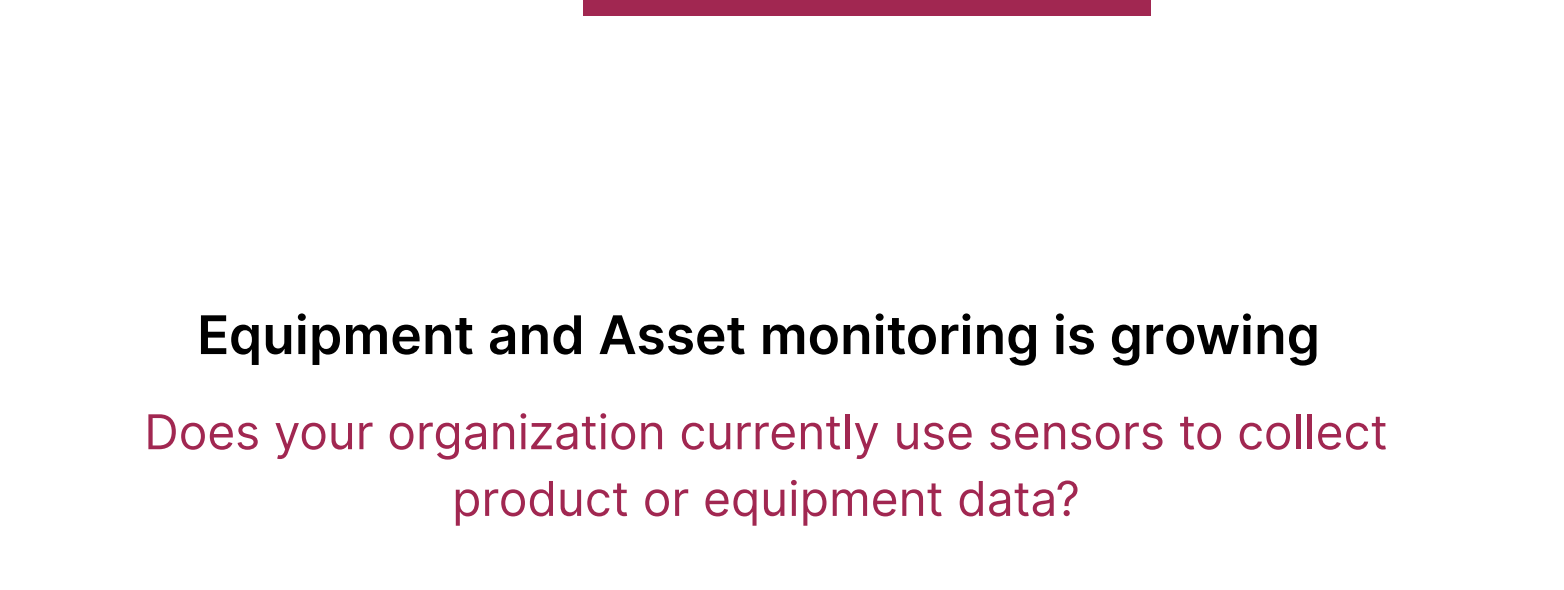 Equipment and Asset monitoring is growing
Does your organization currently use sensors to collect
product or equipment data?